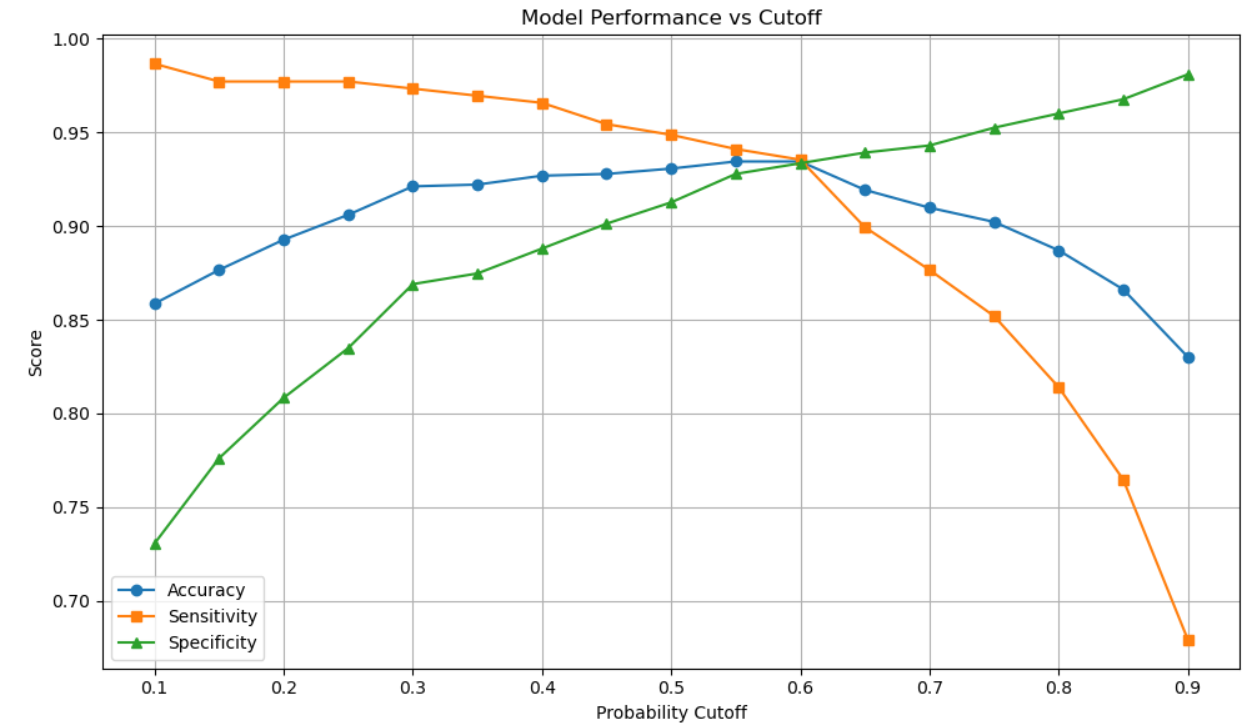 Model Performance vs Cutoff
Score
1.00
0.95
0.90
0.85
0.80
0.75
0.70
Accuracy
Sensitivity
Specificity
0.1 0.2 0.3 0.4 0.5 0.6 0.7 0.8 0.9
Probability Cutoff